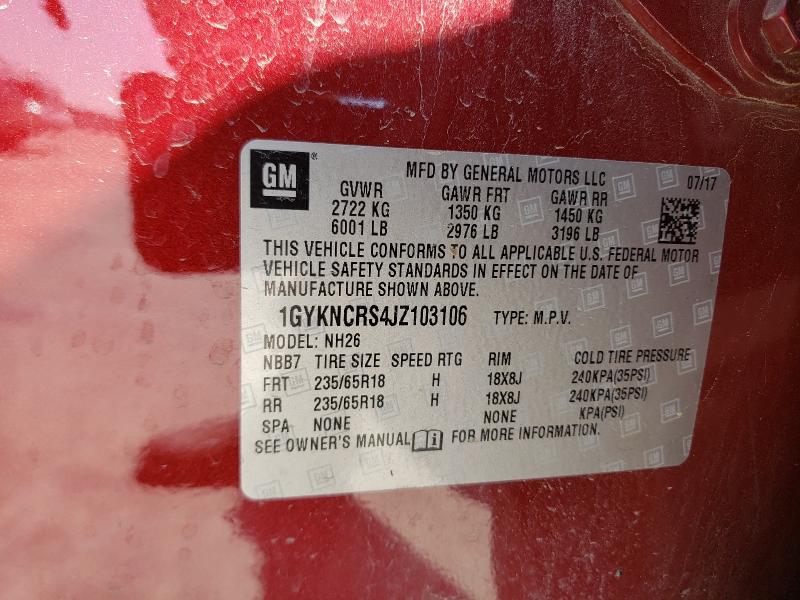 GM®
MFD BY GENERAL MOTORS LLC 07/17
GVWR GAWR FRT GAWR RR
2722 KG 1350 KG 1450 KG
6001 LB 2976 LB 3196 LB
THIS VEHICLE CONFORMS TO ALL APPLICABLE U.S. FEDERAL MOTOR
VEHICLE SAFETY STANDARDS IN EFFECT ON THE DATE OF
MANUFACTURE SHOWN ABOVE.
1GYKNCRS4JZ103106 TYPE: M.P.V.
MODEL: NH26
NBB7 TIRE SIZE SPEED RTG RIM COLD TIRE PRESSURE
FRT 235/65R18 H 18X8J 240KPA(35PSI)
RR 235/65R18 H 18X8J 240KPA(35PSI)
SPA NONE NONE KPA(PSI)
SEE OWNER'S MANUAL FOR MORE INFORMATION.